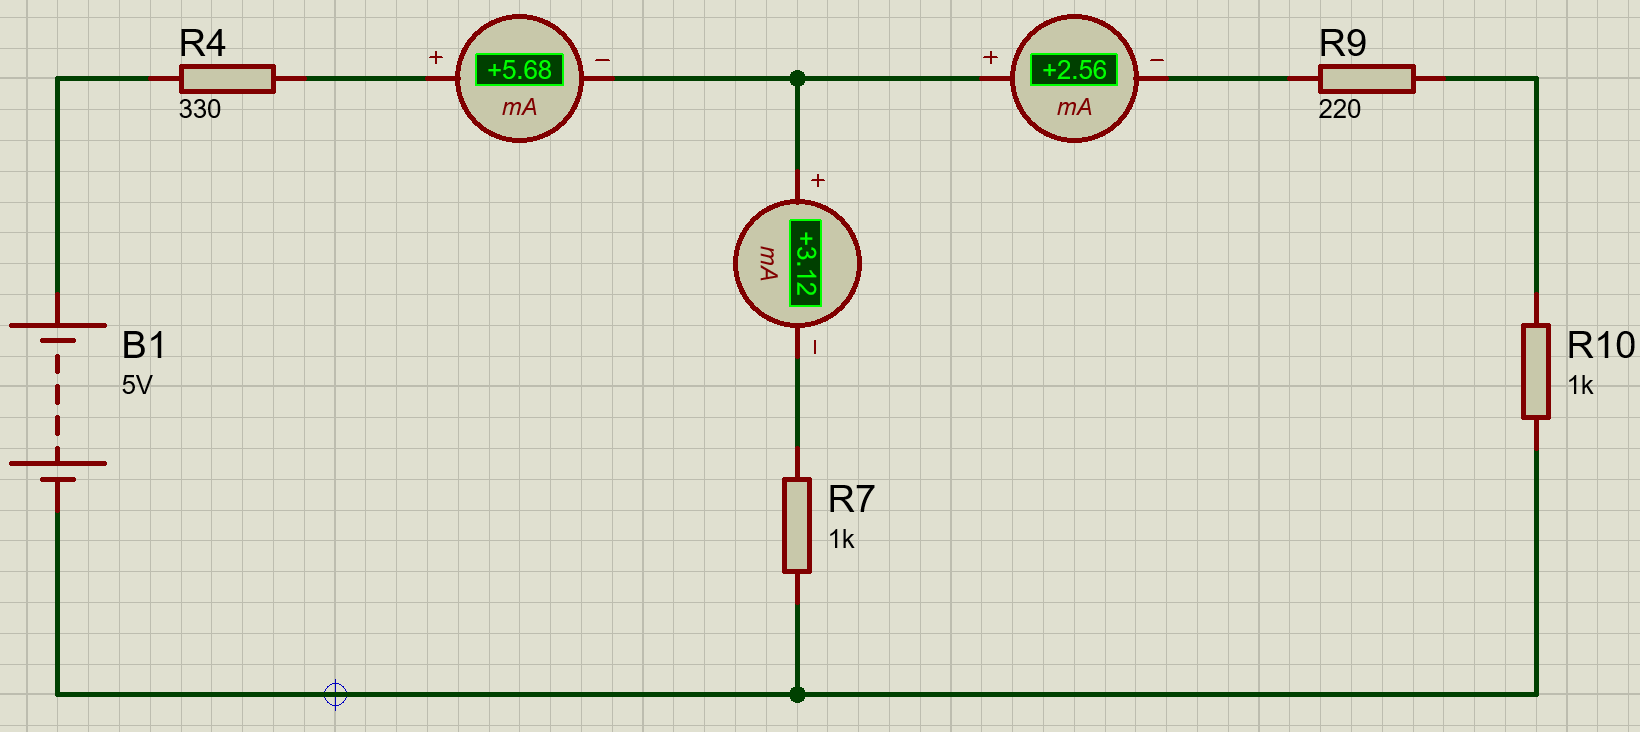 R4
330
+
+5.68
mA
−
+
+2.56
mA
−
R9
220
+
+3.12
mA
−
B1
5V
R10
1k
R7
1k